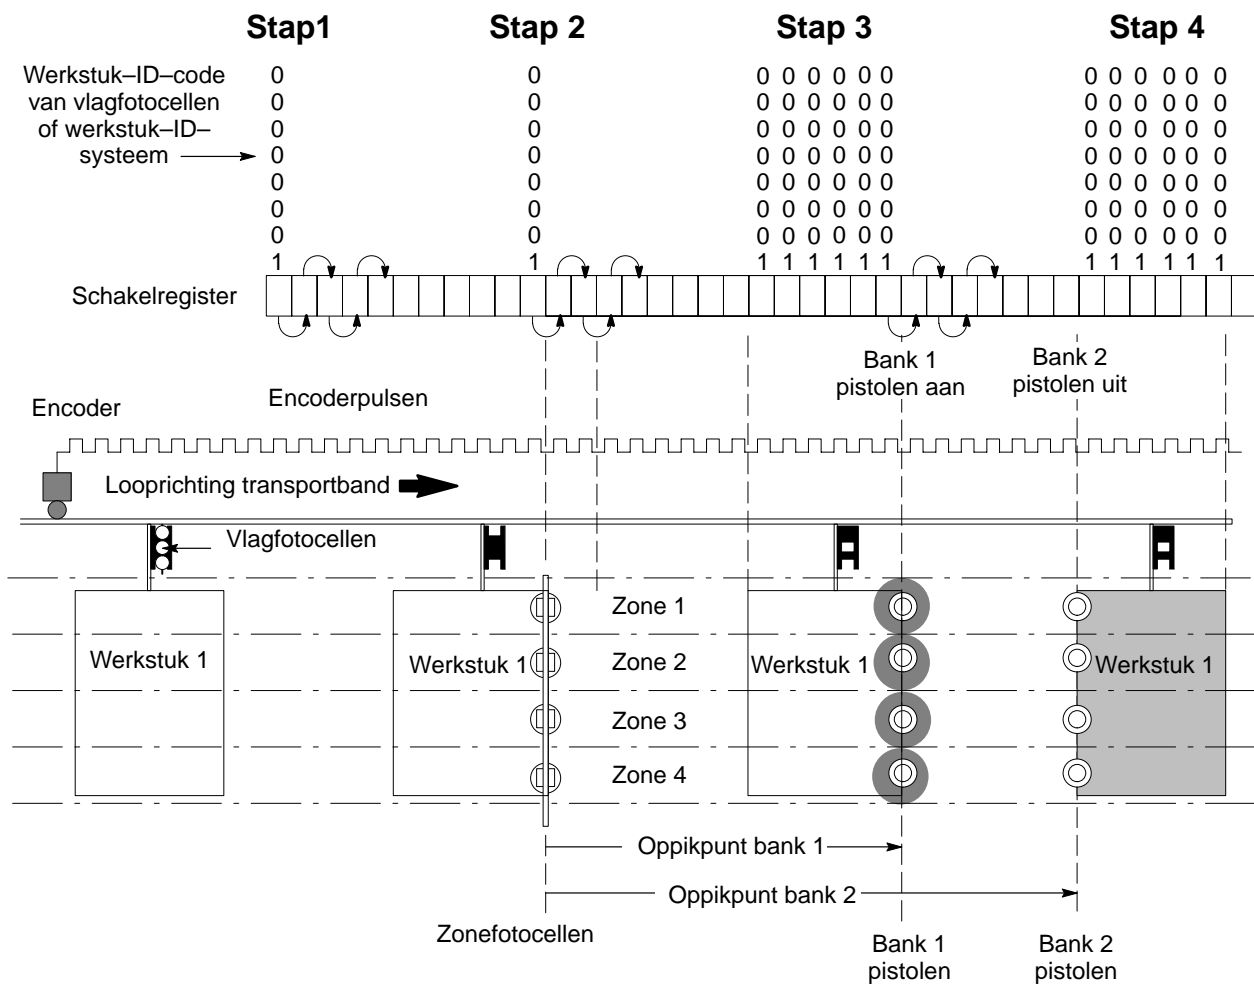 Stap1 Stap 2 Stap 3 Stap 4
Werkstuk–ID–code
van vlagfotocellen
of werkstuk–ID–
systeem
0 0 0 0 0 0 0 0 0 0 0 0 0 0
0 0 0 0 0 0 0 0 0 0 0 0 0 0
0 0 0 0 0 0 0 0 0 0 0 0 0 0
0 0 0 0 0 0 0 0 0 0 0 0 0 0
0 0 0 0 0 0 0 0 0 0 0 0 0 0
0 0 0 0 0 0 0 0 0 0 0 0 0 0
0 0 0 0 0 0 0 0 0 0 0 0 0 0
1 1 1 1 1 1 1 1 1 1 1 1 1 1
Schakelregister
Bank 1
pistolen aan
Bank 2
pistolen uit
Encoder
Encoderpulsen
Looprichting transportband
Vlagfotocellen
Zone 1
Werkstuk 1 Werkstuk 1 Zone 2 Werkstuk 1 Werkstuk 1
Zone 3
Zone 4
Oppikpunt bank 1
Oppikpunt bank 2
Zonefotocellen
Bank 1
pistolen
Bank 2
pistolen